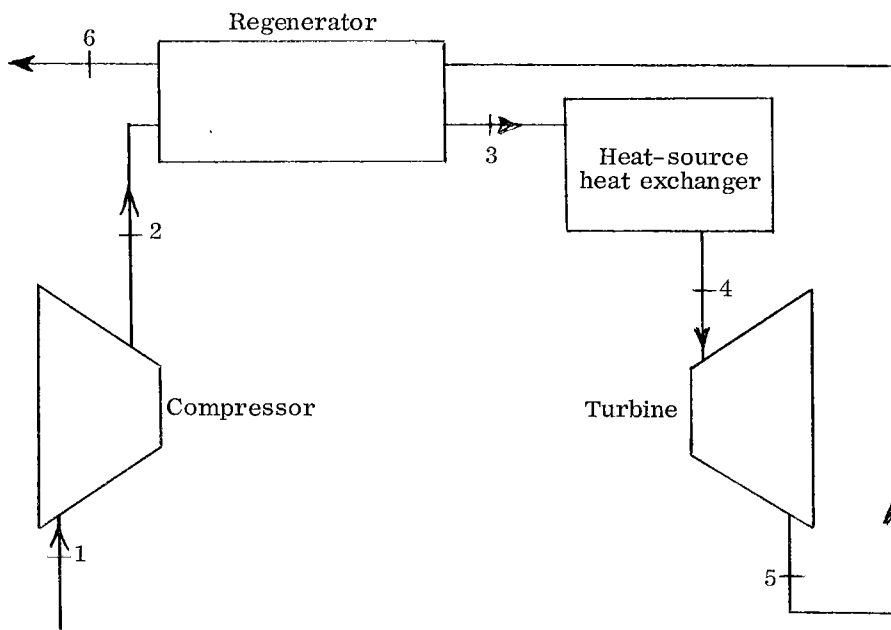 Regenerator
6
3
Heat-source
heat exchanger
2
4
Compressor
Turbine
1
5